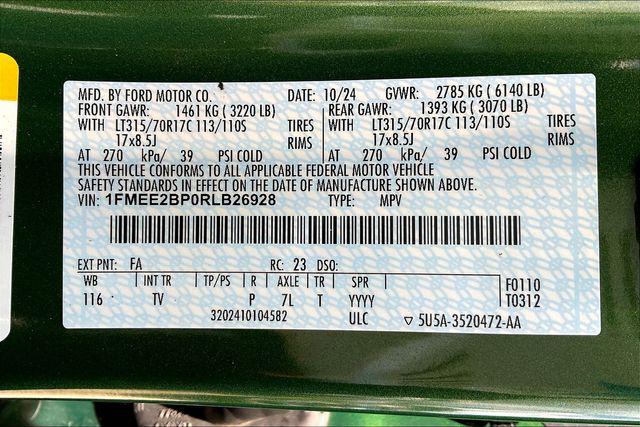 MFD. BY FORD MOTOR CO. DATE: 10/24 GVWR: 2785 KG ( 6140 LB)
FRONT GAWR: 1461 KG ( 3220 LB) REAR GAWR: 1393 KG ( 3070 LB)
WITH LT315/70R17C 113/110S TIRES WITH LT315/70R17C 113/110S TIRES
17x8.5J RIMS 17x8.5J RIMS
AT 270 kPa/ 39 PSI COLD AT 270 kPa/ 39 PSI COLD
THIS VEHICLE CONFORMS TO ALL APPLICABLE FEDERAL MOTOR VEHICLE
SAFETY STANDARDS IN EFFECT ON THE DATE OF MANUFACTURE SHOWN ABOVE.
VIN: 1FMEE2BP0RLB26928 TYPE: MPV
EXT PNT: FA RC: 23 DSO:
WB INT TR TP/PS R AXLE TR SPR F0110
116 TV P 7L T YYYY T0312
3202410104582 ULC ▽ 5U5A-3520472-AA